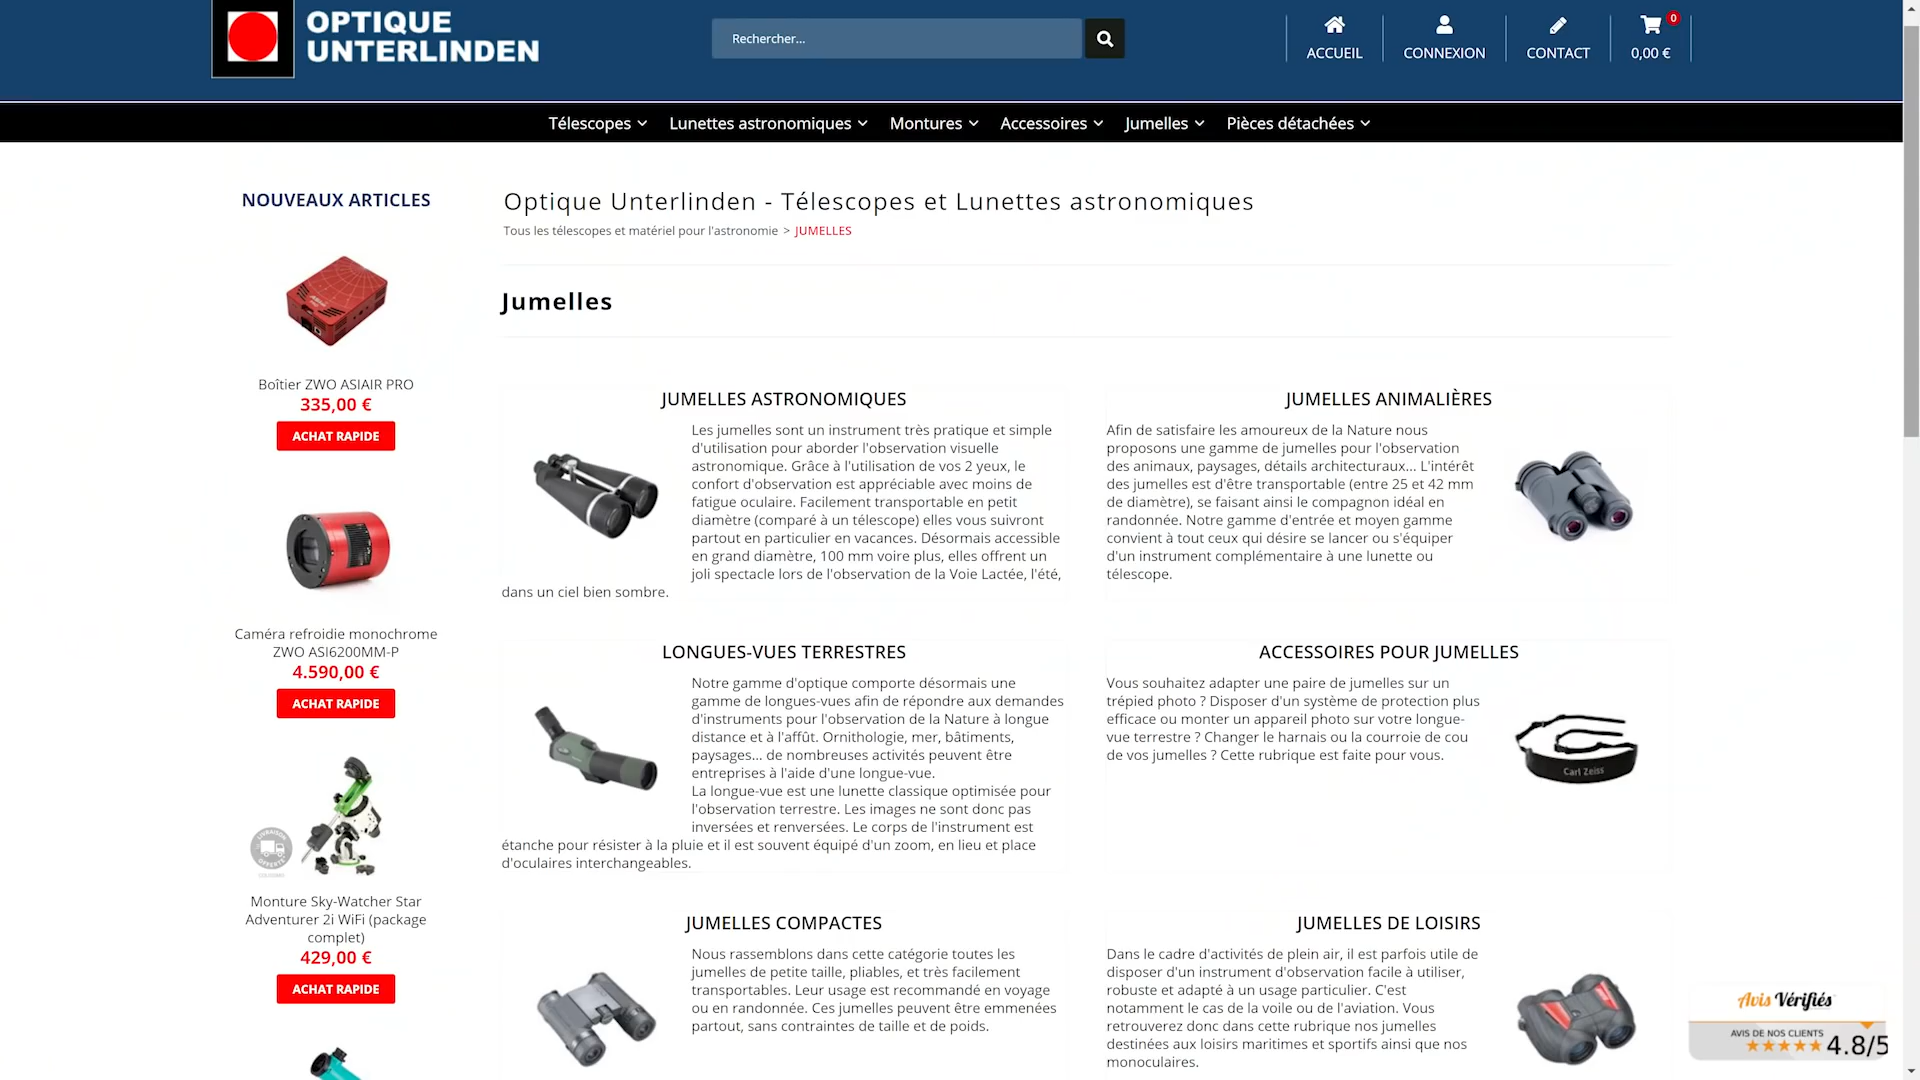 OPTIQUE
UNTERLINDEN
Rechercher...
ACCUEIL
CONNEXION
CONTACT
0
0,00 €
Télescopes
Lunettes astronomiques
Montures
Accessoires
Jumelles
Pièces détachées
NOUVEAUX ARTICLES
Boîtier ZWO ASIAIR PRO
335,00 €
ACHAT RAPIDE
Caméra refroidie monochrome
ZWO ASI6200MM-P
4.590,00 €
ACHAT RAPIDE
LIVRAISON
OFFERTE
Monture Sky-Watcher Star
Adventurer 2i WiFi (package
complet)
429,00 €
ACHAT RAPIDE
Optique Unterlinden - Télescopes et Lunettes astronomiques
Tous les télescopes et matériel pour l'astronomie > JUMELLES
Jumelles
JUMELLES ASTRONOMIQUES
Les jumelles sont un instrument très pratique et simple
d'utilisation pour aborder l'observation visuelle
astronomique. Grâce à l'utilisation de vos 2 yeux, le
confort d'observation est appréciable avec moins de
fatigue oculaire. Facilement transportable en petit
diamètre (comparé à un télescope) elles vous suivront
partout en particulier en vacances. Désormais accessible
en grand diamètre, 100 mm voire plus, elles offrent un
joli spectacle lors de l'observation de la Voie Lactée, l'été,
dans un ciel bien sombre.
JUMELLES ANIMALIÈRES
Afin de satisfaire les amoureux de la Nature nous
proposons une gamme de jumelles pour l'observation
des animaux, paysages, détails architecturaux... L'intérêt
des jumelles est d'être transportable (entre 25 et 42 mm
de diamètre), se faisant ainsi le compagnon idéal en
randonnée. Notre gamme d'entrée et moyen gamme
convient à tout ceux qui désire se lancer ou s'équiper
d'un instrument complémentaire à une lunette ou
télescope.
LONGUES-VUES TERRESTRES
Notre gamme d'optique comporte désormais une
gamme de longues-vues afin de répondre aux demandes
d'instruments pour l'observation de la Nature à longue
distance et à l'affût. Ornithologie, mer, bâtiments,
paysages... de nombreuses activités peuvent être
entreprises à l'aide d'une longue-vue.
La longue-vue est une lunette classique optimisée pour
l'observation terrestre. Les images ne sont donc pas
inversées et renversées. Le corps de l'instrument est
étanche pour résister à la pluie et il est souvent équipé d'un zoom, en lieu et place
d'oculaires interchangeables.
ACCESSOIRES POUR JUMELLES
Vous souhaitez adapter une paire de jumelles sur un
trépied photo ? Disposer d'un système de protection plus
efficace ou monter un appareil photo sur votre longue-
vue terrestre ? Changer le harnais ou la courroie de cou
de vos jumelles ? Cette rubrique est faite pour vous.
Carl Zeiss
JUMELLES COMPACTES
Nous rassemblons dans cette catégorie toutes les
jumelles de petite taille, pliables, et très facilement
transportables. Leur usage est recommandé en voyage
ou en randonnée. Ces jumelles peuvent être emmenées
partout, sans contraintes de taille et de poids.
JUMELLES DE LOISIRS
Dans le cadre d'activités de plein air, il est parfois utile de
disposer d'un instrument d'observation facile à utiliser,
robuste et adapté à un usage particulier. C'est
notamment le cas de la voile ou de l'aviation. Vous
retrouverez donc dans cette rubrique nos jumelles
destinées aux loisirs maritimes et sportifs ainsi que nos
monoculaires.
Avis Vérifiés
AVIS DE NOS CLIENTS
4.8/5